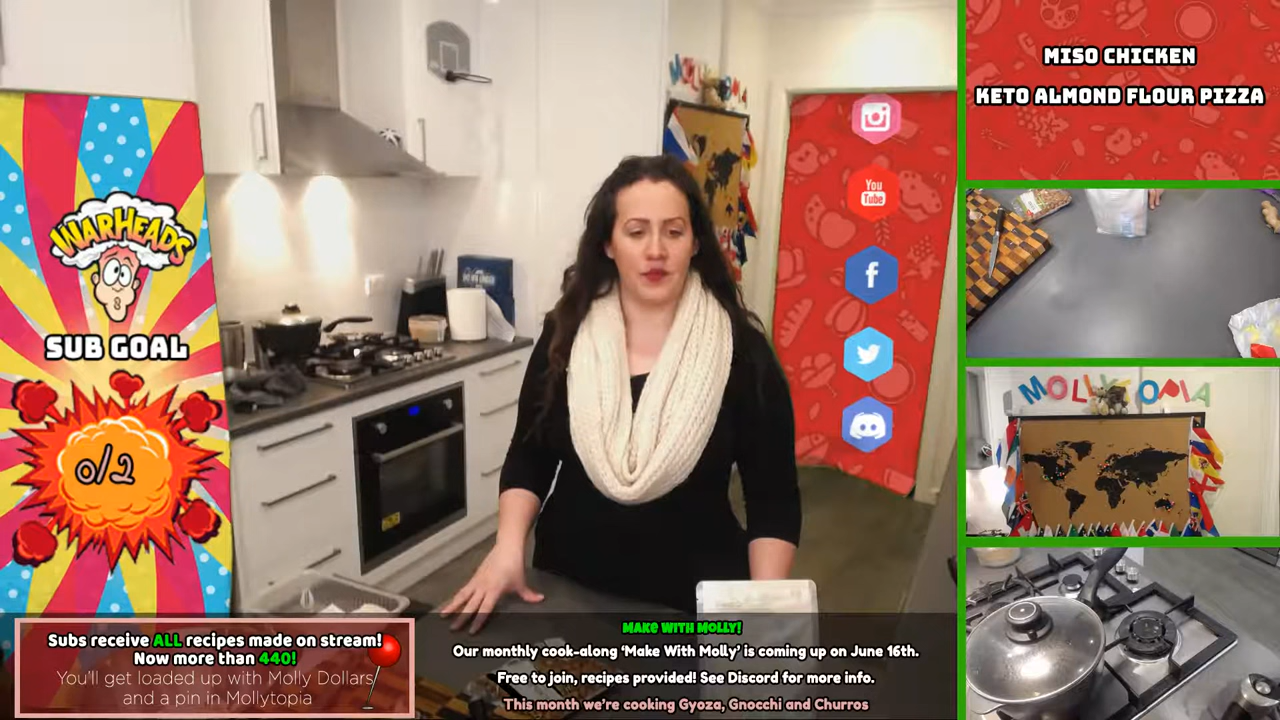 WARHEADS
SUB GOAL
0/2
MOLLY
You
Tube
MISO CHICKEN
KETO ALMOND FLOUR PIZZA
MOLLYTOPIA
Subs receive ALL recipes made on stream!
Now more than 440!
You'll get loaded up with Molly Dollars
and a pin in Mollytopia
MAKE WITH MOLLY!
Our monthly cook-along ‘Make With Molly’ is coming up on June 16th.
Free to join, recipes provided! See Discord for more info.
This month we're cooking Gyoza, Gnocchi and Churros